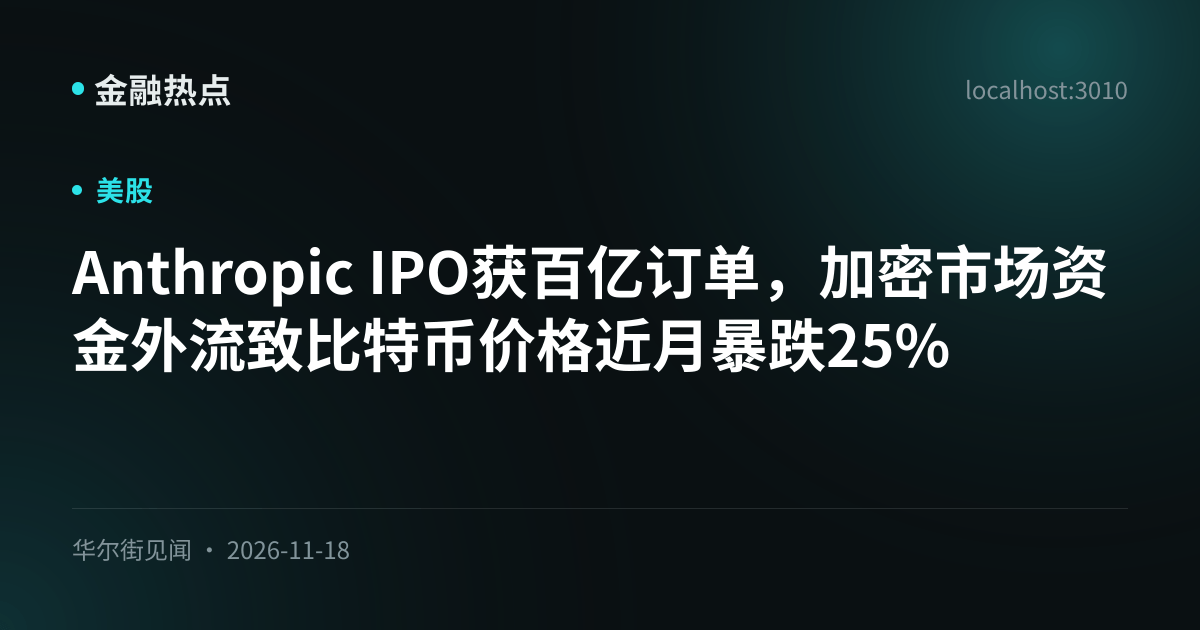 金融热点
localhost:3010
美股
Anthropic IPO获百亿订单，加密市场资
金外流致比特币价格近月暴跌25%
华尔街见闻 · 2026-11-18